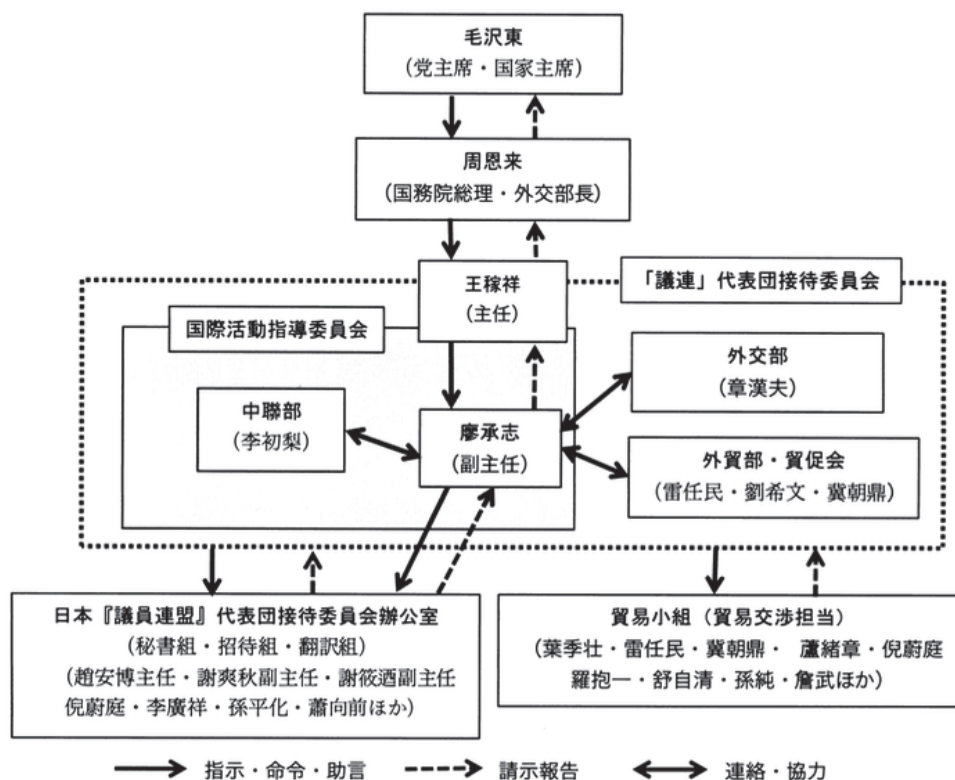 毛沢東
(党主席・国家主席)
周恩来
(国務院総理・外交部長)
王稼祥
(主任)
「議連」代表団接待委員会
国際活動指導委員会
外交部
(章漢夫)
中聯部
(李初梨)
廖承志
(副主任)
外貿部・貿促会
(雷任民・劉希文・冀朝鼎)
日本『議員連盟』代表団接待委員会辦公室
(秘書組・招待組・翻訳組)
(趙安博主任・謝爽秋副主任・謝筱迺副主任
倪蔚庭・李廣祥・孫平化・蕭向前ほか)
貿易小組(貿易交渉担当)
(葉季壮・雷任民・冀朝鼎・ 蘆緒章・倪蔚庭
羅抱一・舒自清・孫純・詹武ほか)
指示・命令・助言 請示報告 連絡・協力